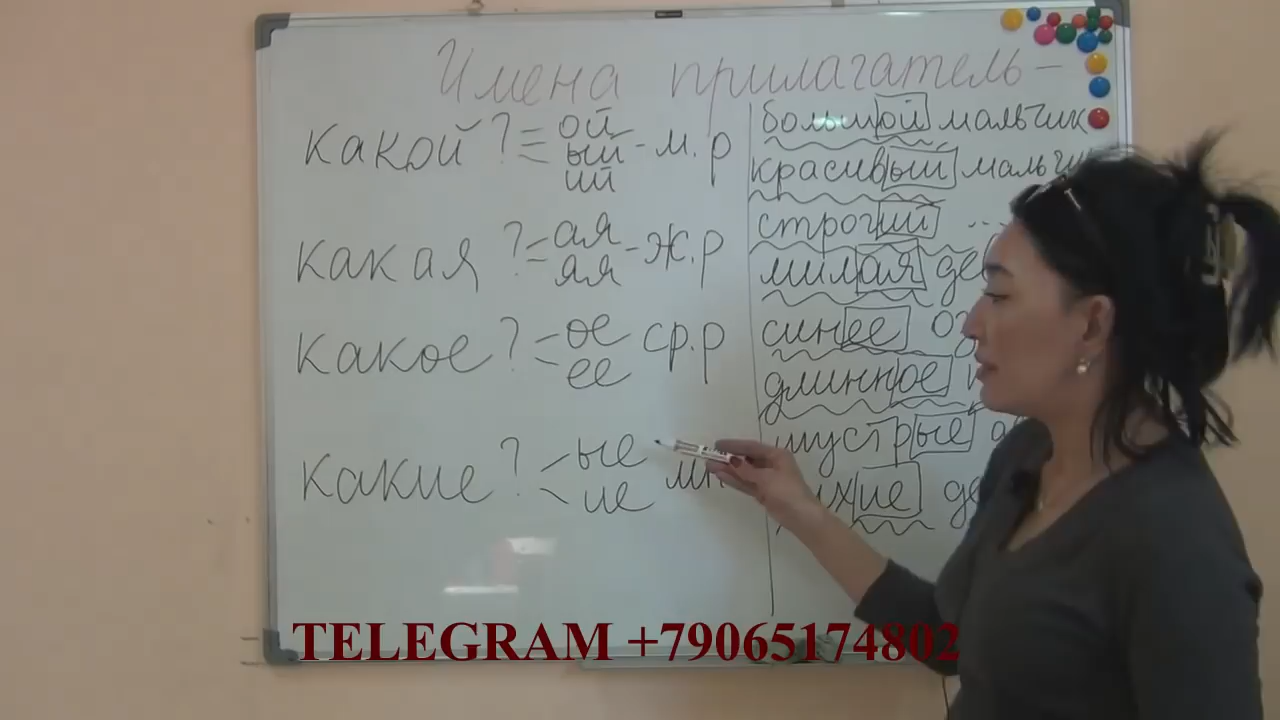 Имена прилагатель-
какой? = ой
ый - м.р
ий
какая? = ая - ж.р
яя
какое? - ое ср.р
ее
какие? - ые
ие
большой мальчик
красивый
строгий ...
милая
синее
длинное
шустрые
TELEGRAM +79065174802